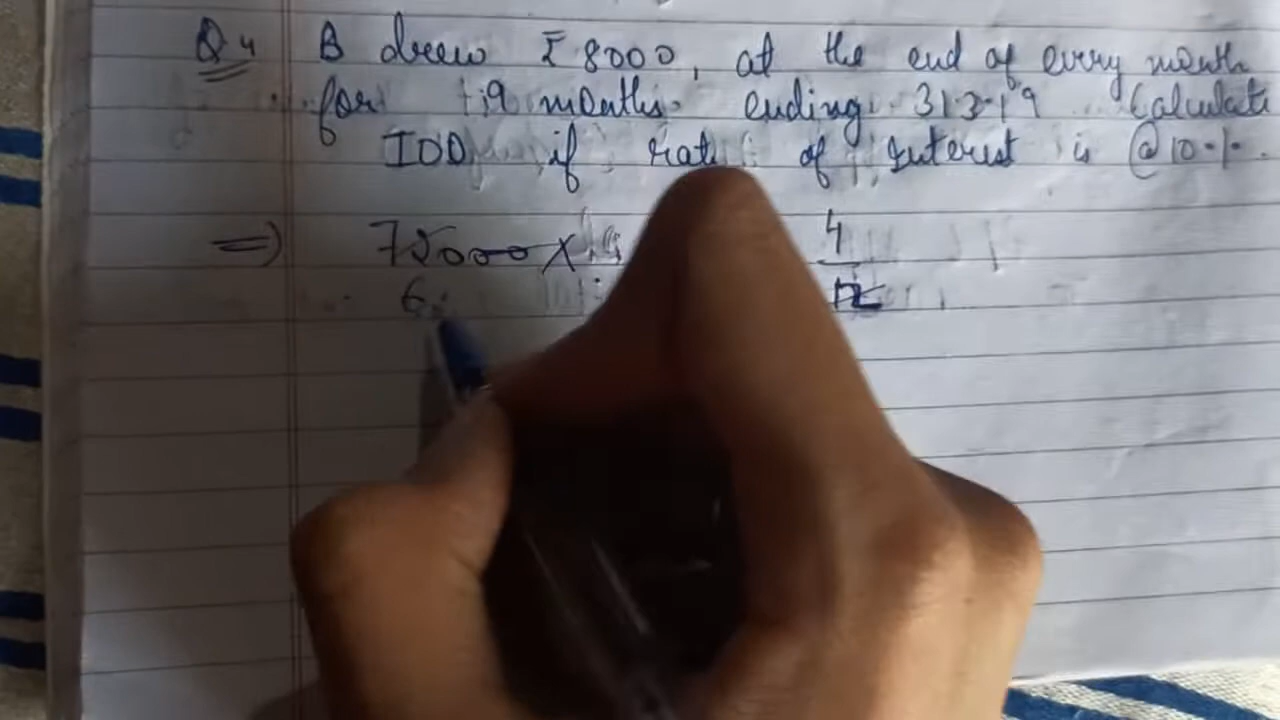 Q4 B drew ₹8000, at the end of every month
for 9 months ending 31.3.19 Calculate
IOD if rate of interest is @10%.
=> 72000 X 4
6 12